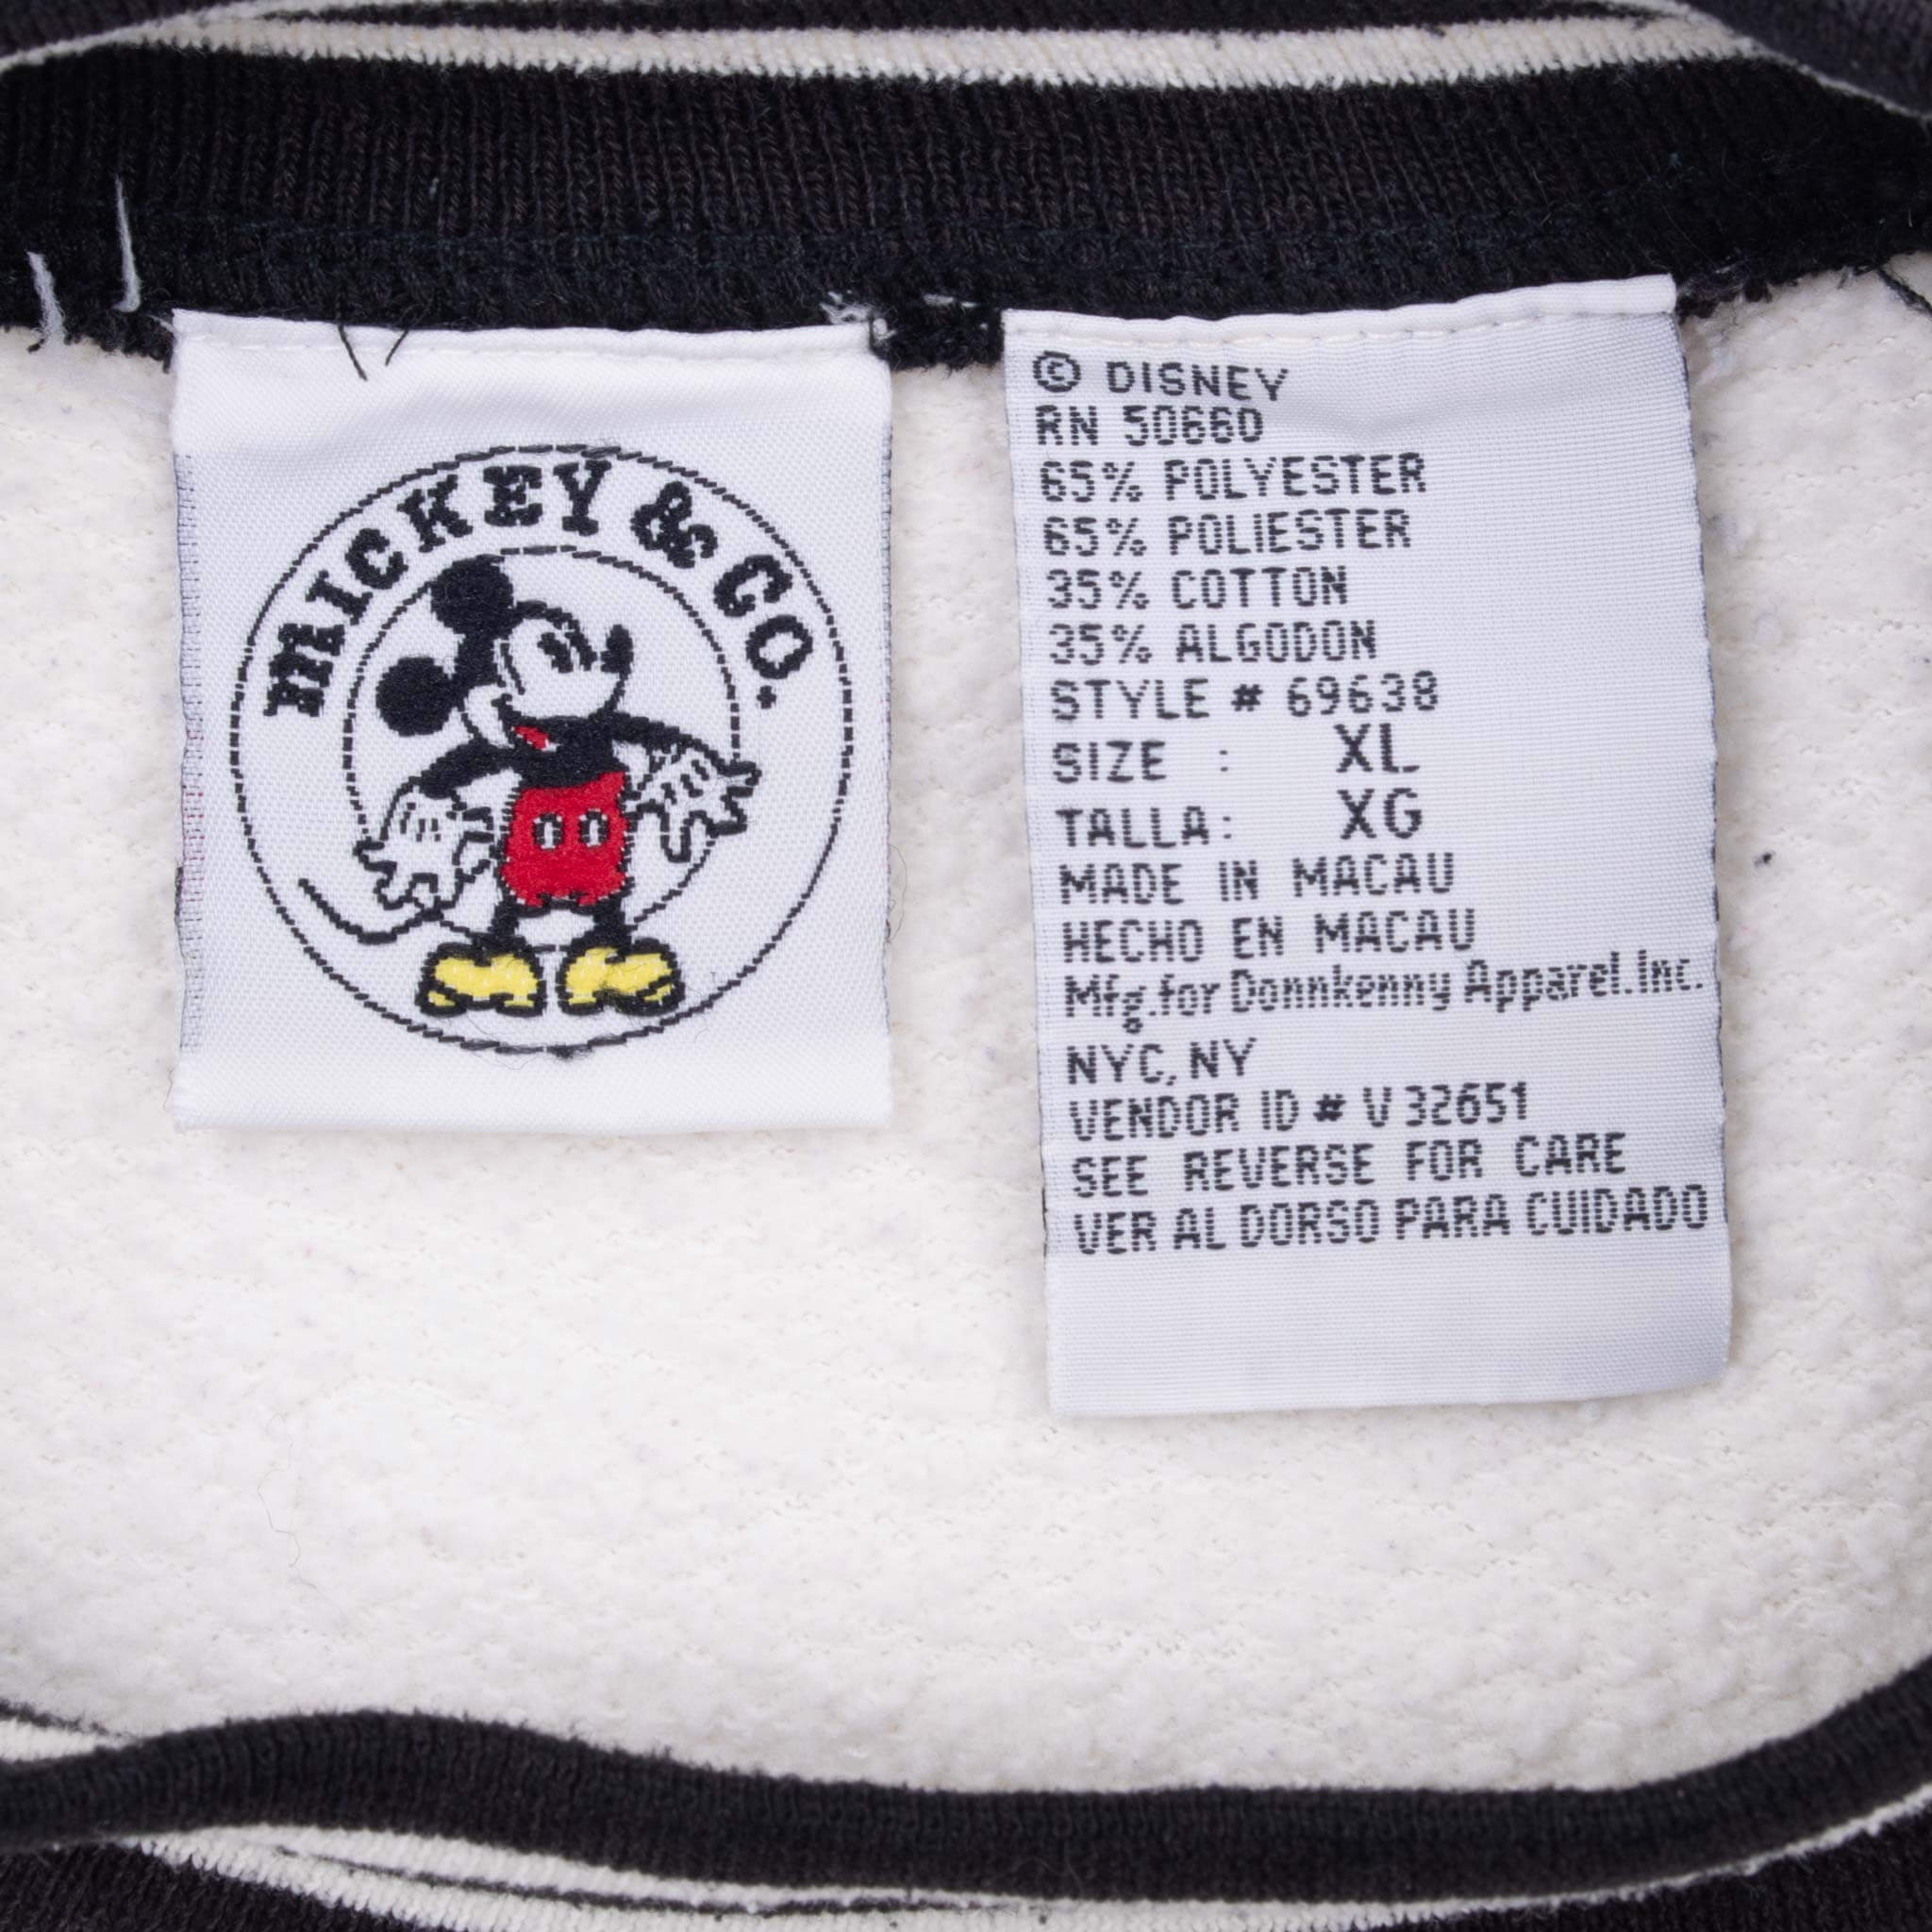 MICKEY & CO.
© DISNEY
RN 50660
65% POLYESTER
65% POLIESTER
35% COTTON
35% ALGODON
STYLE # 69638
SIZE : XL
TALLA: XG
MADE IN MACAU
HECHO EN MACAU
Mfg.for Donnkenny Apparel.Inc.
NYC, NY
VENDOR ID # V32651
SEE REVERSE FOR CARE
VER AL DORSO PARA CUIDADO